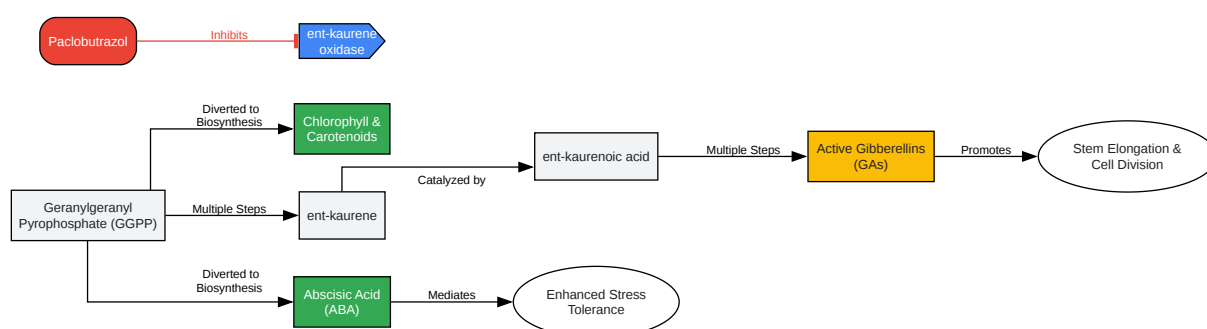 Paclobutrazol
Inhibits
ent-kaurene
oxidase
Diverted to
Biosynthesis
Chlorophyll &
Carotenoids
Catalyzed by
ent-kaurenoic acid
Multiple Steps
Active Gibberellins
(GAs)
Promotes
Stem Elongation &
Cell Division
Geranylgeranyl
Pyrophosphate (GGPP)
Multiple Steps
ent-kaurene
Diverted to
Biosynthesis
Abscisic Acid
(ABA)
Mediates
Enhanced Stress
Tolerance